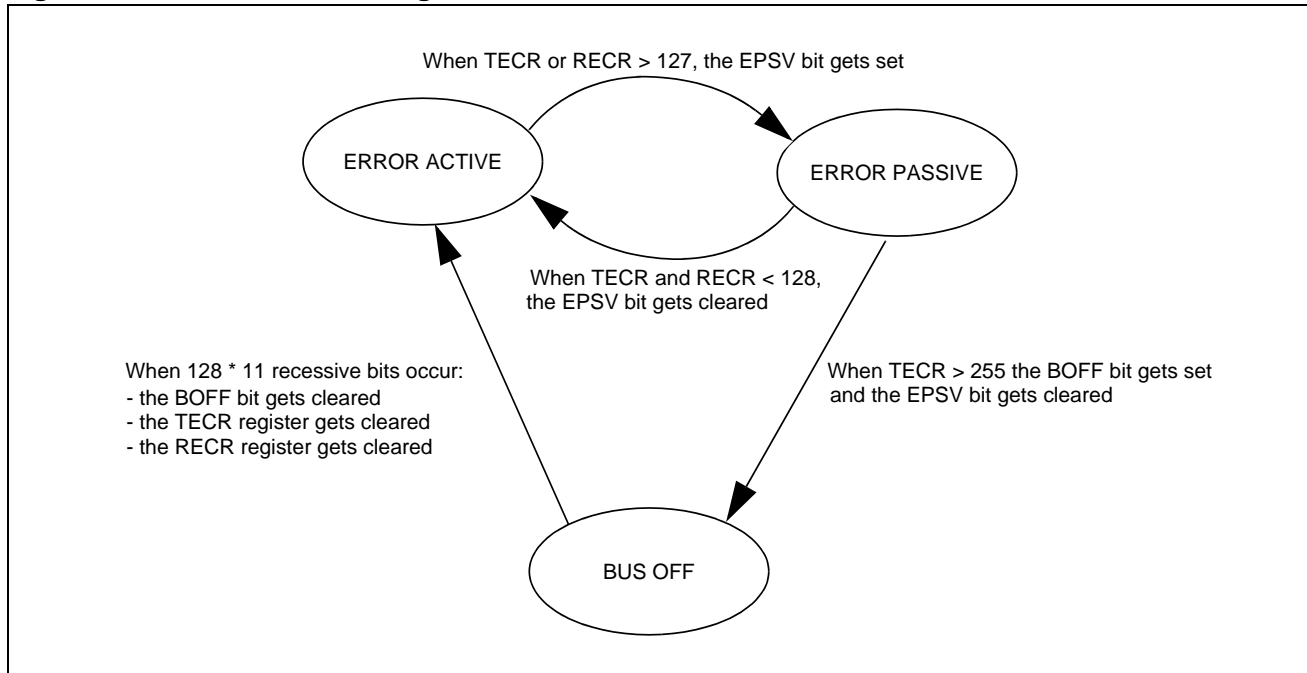 When TECR or RECR > 127, the EPSV bit gets set
ERROR ACTIVE
ERROR PASSIVE
When TECR and RECR < 128,
the EPSV bit gets cleared
When 128 * 11 recessive bits occur:
- the BOFF bit gets cleared
- the TECR register gets cleared
- the RECR register gets cleared
When TECR > 255 the BOFF bit gets set
and the EPSV bit gets cleared
BUS OFF